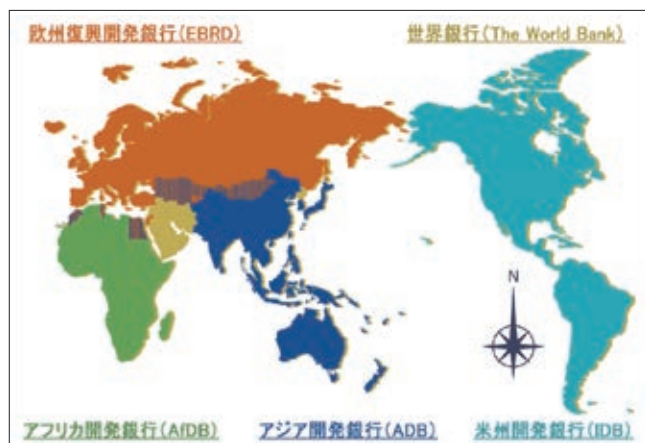 欧州復興開発銀行(EBRD)
世界銀行(The World Bank)
N
アフリカ開発銀行(AfDB)
アジア開発銀行(ADB)
米州開発銀行(IDB)